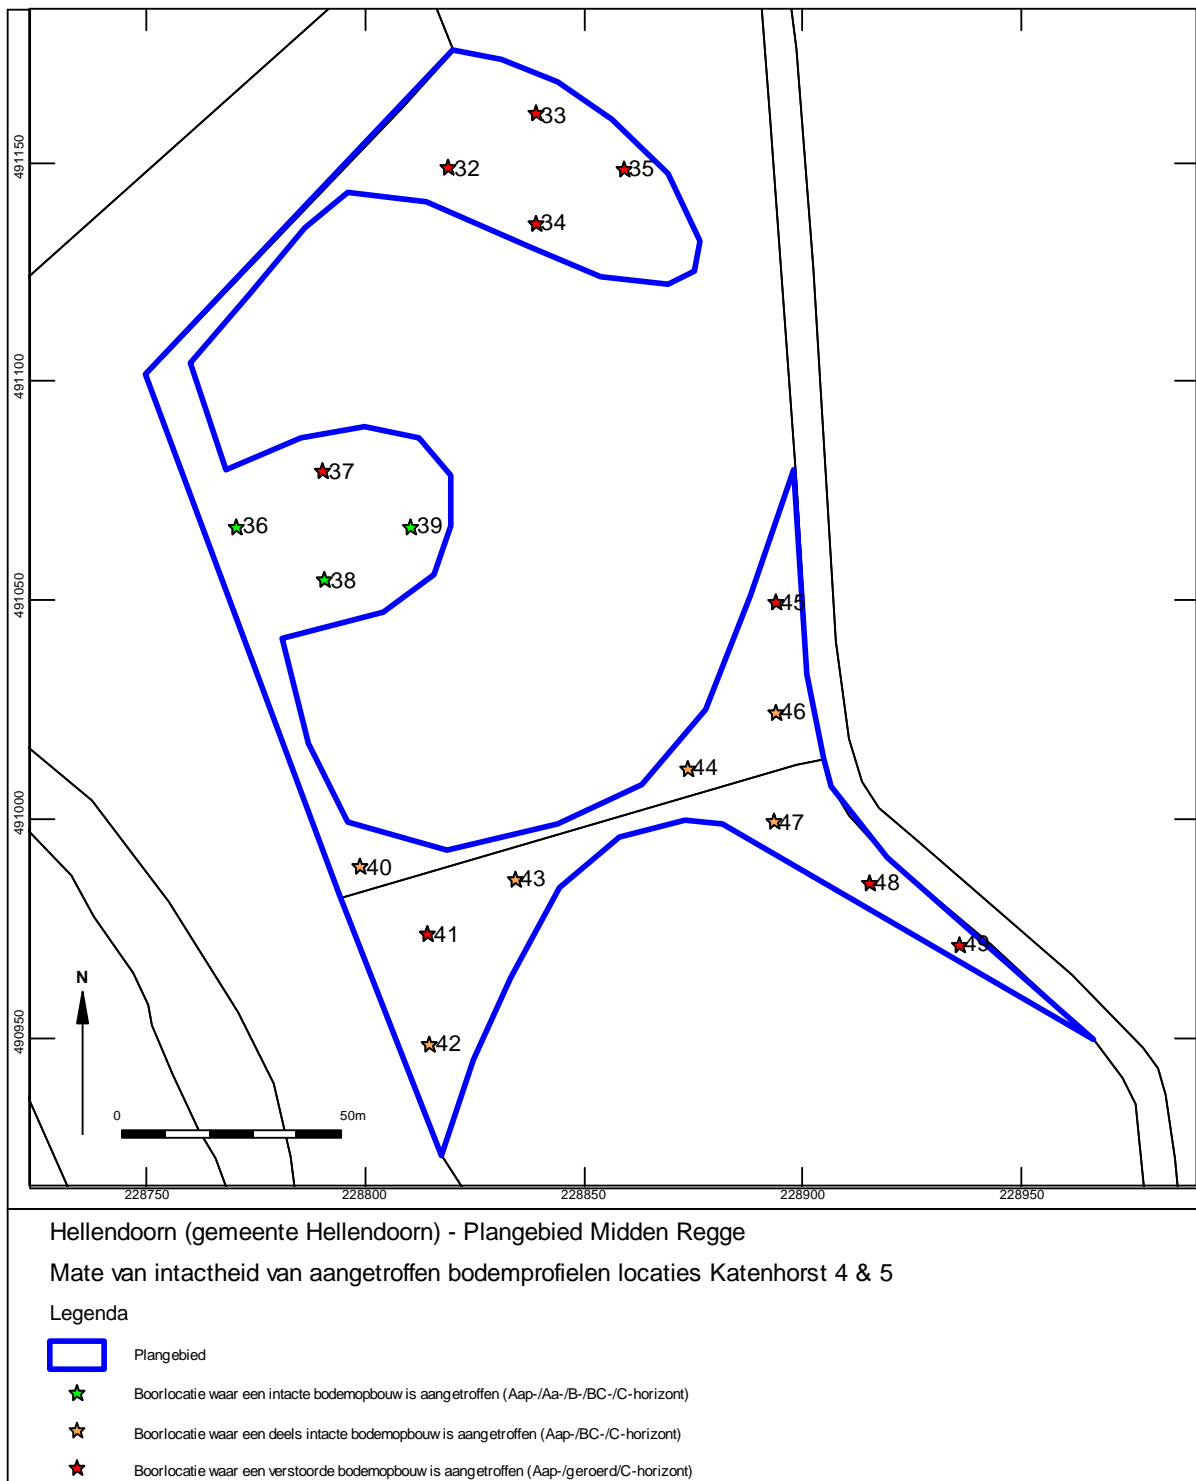 33
32
35
34
491150
491100
37
36
39
38
491050
45
46
44
491000
47
40
43
48
41
49
N
490950
42
0 50m
228750 228800 228850 228900 228950
Hellendoorn (gemeente Hellendoorn) - Plangebied Midden Regge
Mate van intactheid van aangetroffen bodemprofielen locaties Katenhorst 4 & 5
Legenda
Plangebied
Boorlocatie waar een intacte bodemopbouw is aangetroffen (Aap-/Aa-/B-/BC-/C-horizont)
Boorlocatie waar een deels intacte bodemopbouw is aangetroffen (Aap-/BC-/C-horizont)
Boorlocatie waar een verstoorde bodemopbouw is aangetroffen (Aap-/geroerd/C-horizont)